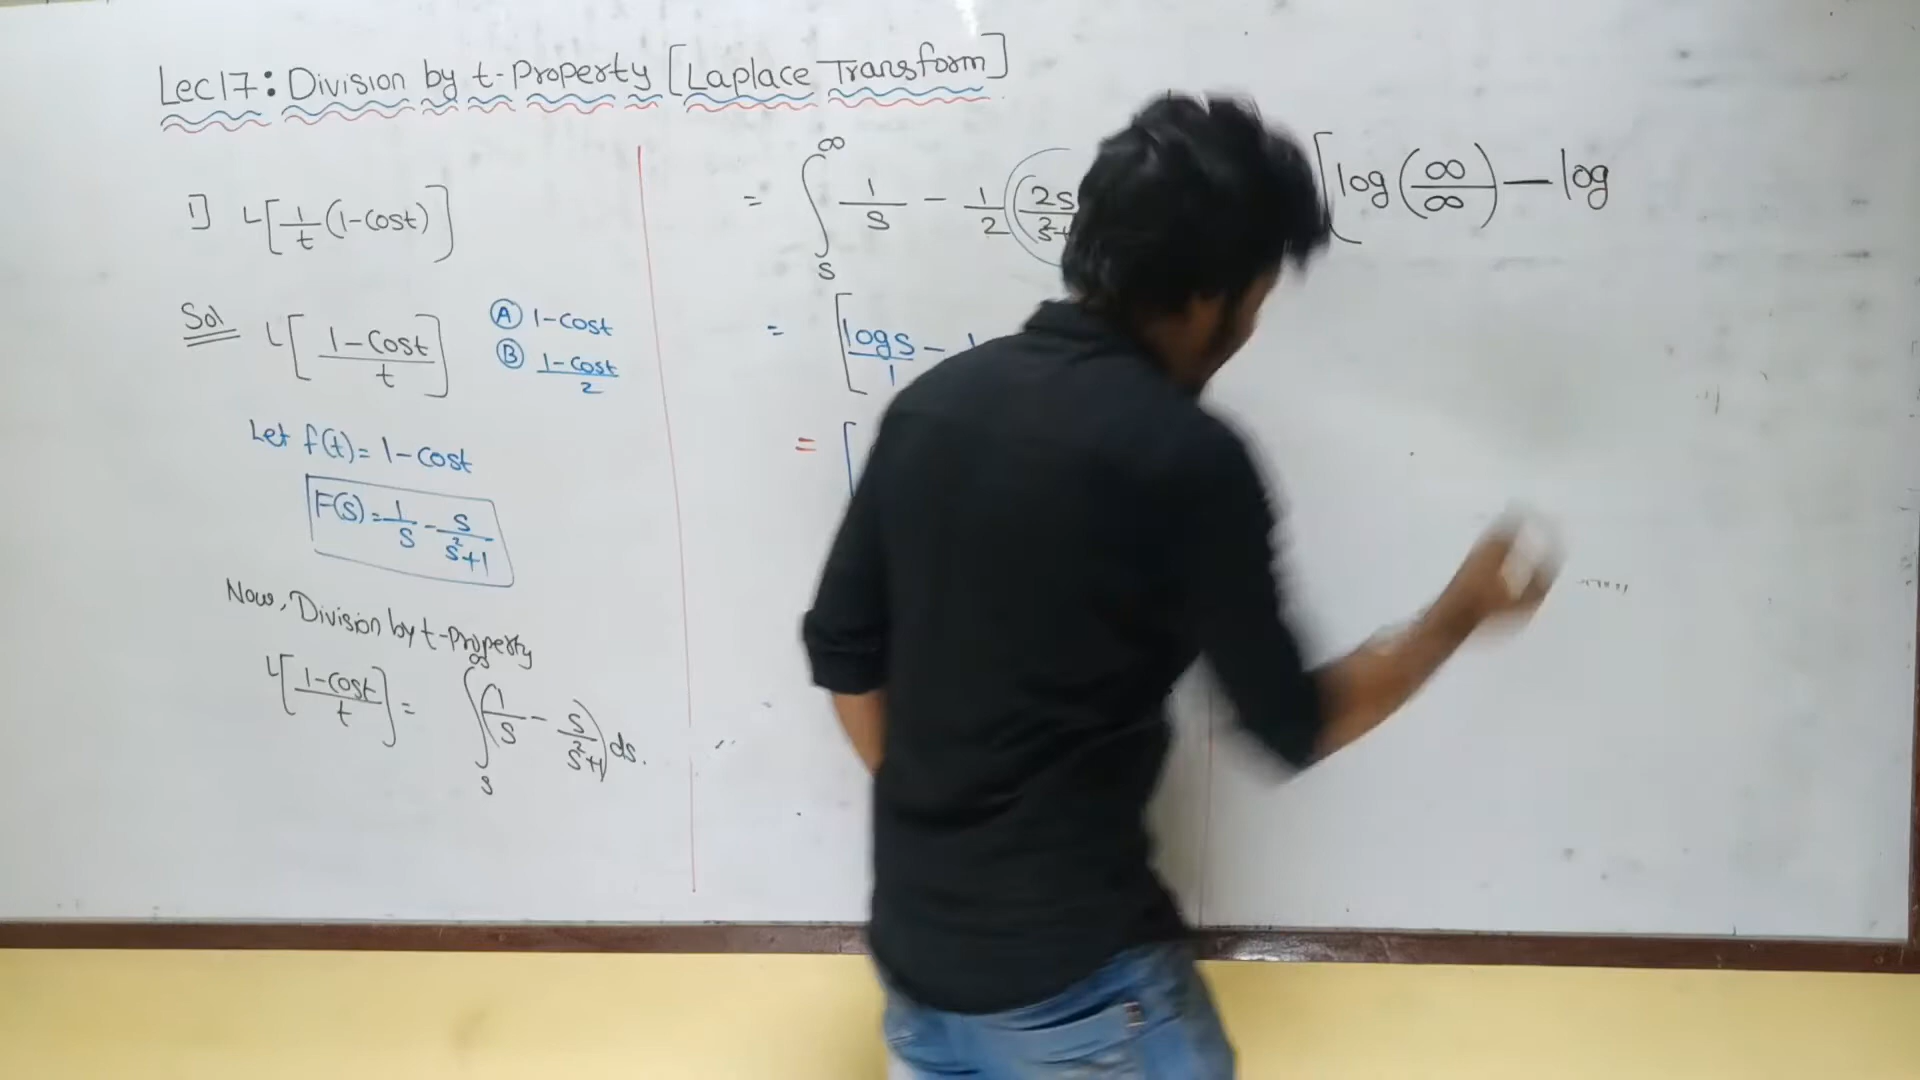 Lec17: Division by t-Property [Laplace Transform]
1] L[1/t (1-cost)]
Sol L[(1-cost)/t]
Ⓐ 1-cost
Ⓑ (1-cost)/2
Let f(t)= 1-cost
F(s)= 1/s - s/(s²+1)
Now, Division by t-Property
L[(1-cost)/t] = ∫_s^∞ (1/s - s/(s²+1)) ds.
= ∫_s^∞ 1/s - 1/2 (2s
= [logs/1 -
= [
[log(∞/∞) - log